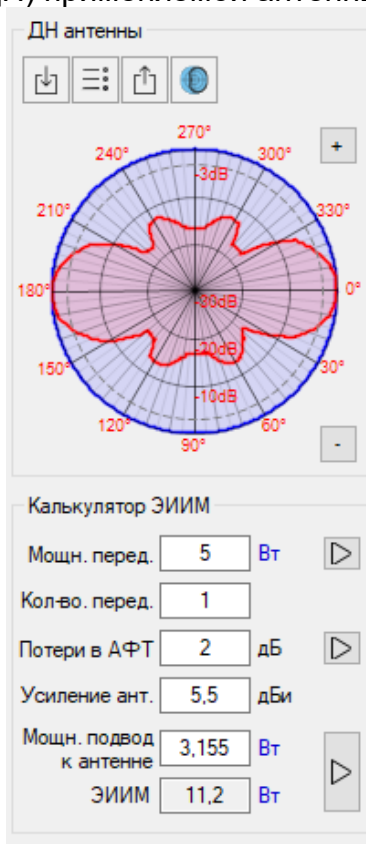 ДН антенны
270°
240°
300°
+
-3dB
210°
330°
180°
0°
-30dB
-20dB
150°
30°
-10dB
120°
60°
90°
-
Калькулятор ЭИИМ
Мощн. перед. 5 Вт
Кол-во. перед. 1
Потери в АФТ 2 дБ
Усиление ант. 5,5 дБи
Мощн. подвод
к антенне 3,155 Вт
ЭИИМ 11,2 Вт